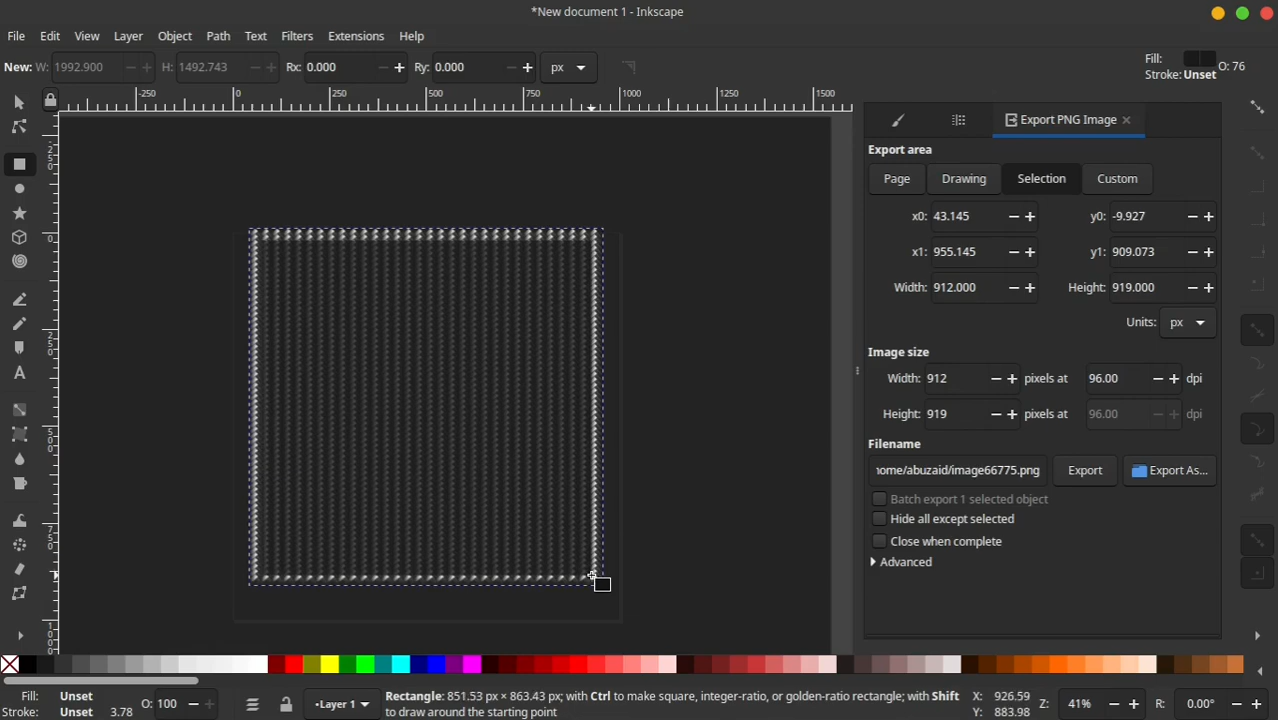 *New document 1 - Inkscape
File Edit View Layer Object Path Text Filters Extensions Help
New: W: 1992.900 H: 1492.743 Rx: 0.000 Ry: 0.000 px
Fill:
Stroke: Unset
O: 76
-250 0 250 500 750 1000 1250 1500
Export PNG Image
Export area
Page Drawing Selection Custom
x0: 43.145 y0: -9.927
x1: 955.145 y1: 909.073
Width: 912.000 Height: 919.000
Units: px
Image size
Width: 912 pixels at 96.00 dpi
Height: 919 pixels at 96.00 dpi
Filename
home/abuzaid/image66775.png Export Export As...
Batch export 1 selected object
Hide all except selected
Close when complete
Advanced
0
250
500
750
Fill: Unset
Stroke: Unset 3.78
O: 100
•Layer 1
Rectangle: 851.53 px × 863.43 px; with Ctrl to make square, integer-ratio, or golden-ratio rectangle; with Shift
to draw around the starting point
X: 926.59
Y: 883.98
Z: 41%
R: 0.00°